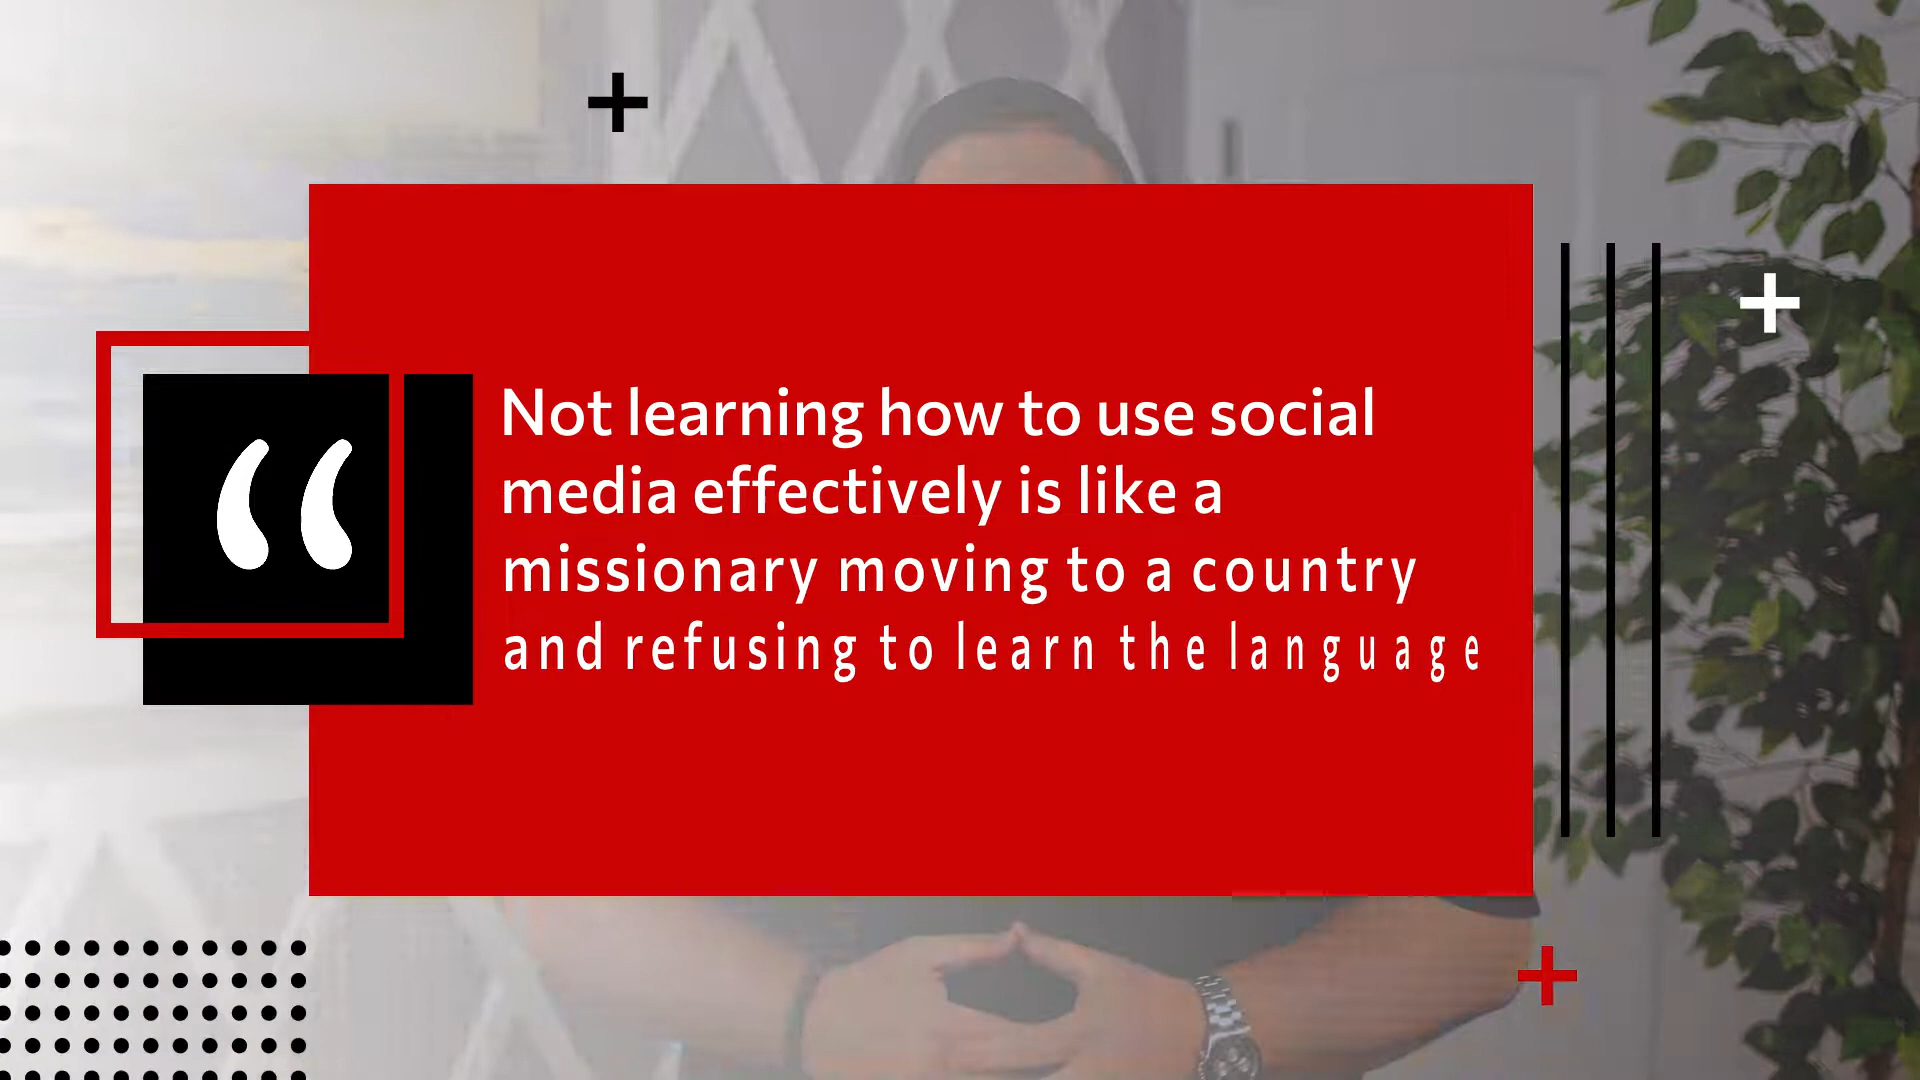 “
Not learning how to use social
media effectively is like a
missionary moving to a country
and refusing to learn the language